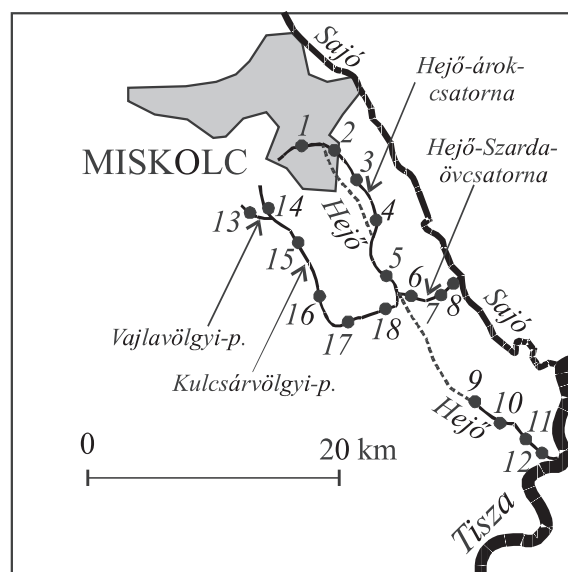 Sajó
Hejő-árok-
csatorna
1
2
MISKOLC
3
Hejő-Szarda-
övcsatorna
Hejő
4
13
14
15
5
6
7
8
16
17
18
Sajó
Vajlavölgyi-p.
Kulcsárvölgyi-p.
9
10
Hejő
11
12
0
20 km
Tisza